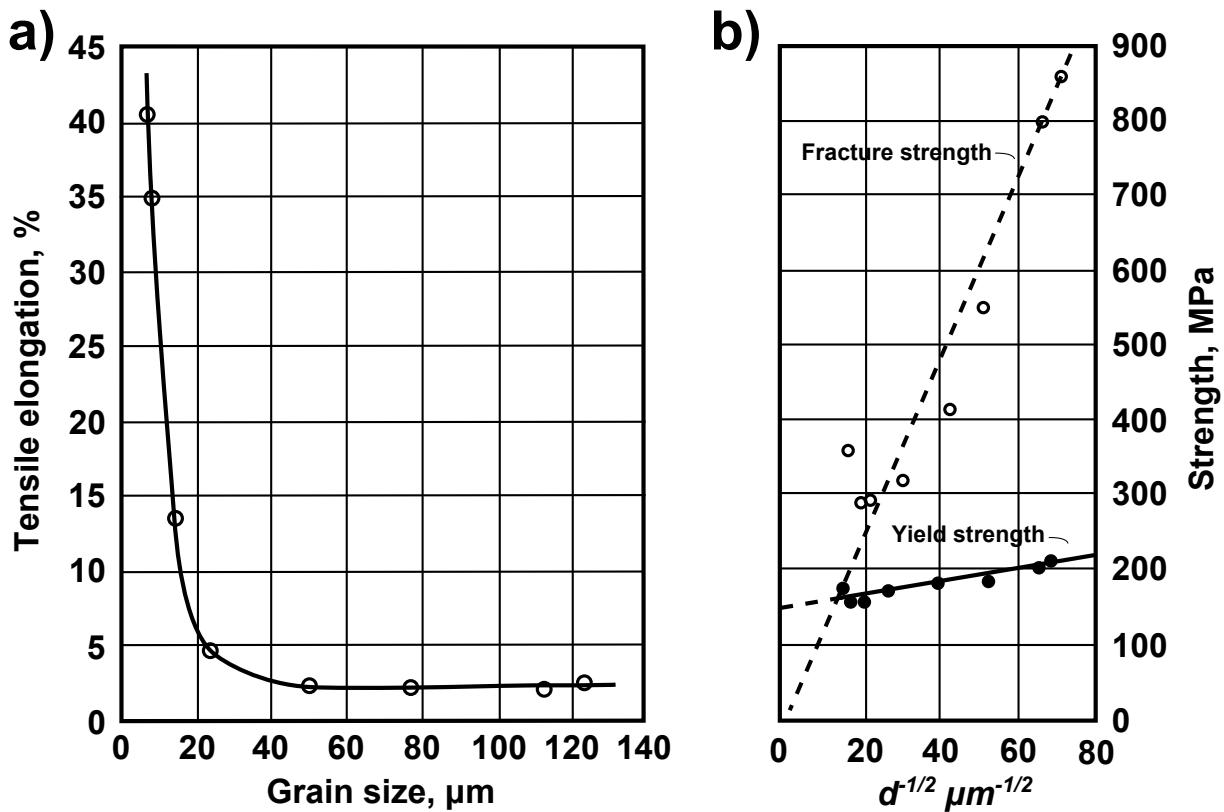 a)
45
40
35
30
25
20
15
10
5
0
Tensile elongation, %
0 20 40 60 80 100 120 140
Grain size, µm
b)
900
800
700
600
500
400
300
200
100
0
Strength, MPa
Fracture strength
Yield strength
0 20 40 60 80
d-1/2 µm-1/2